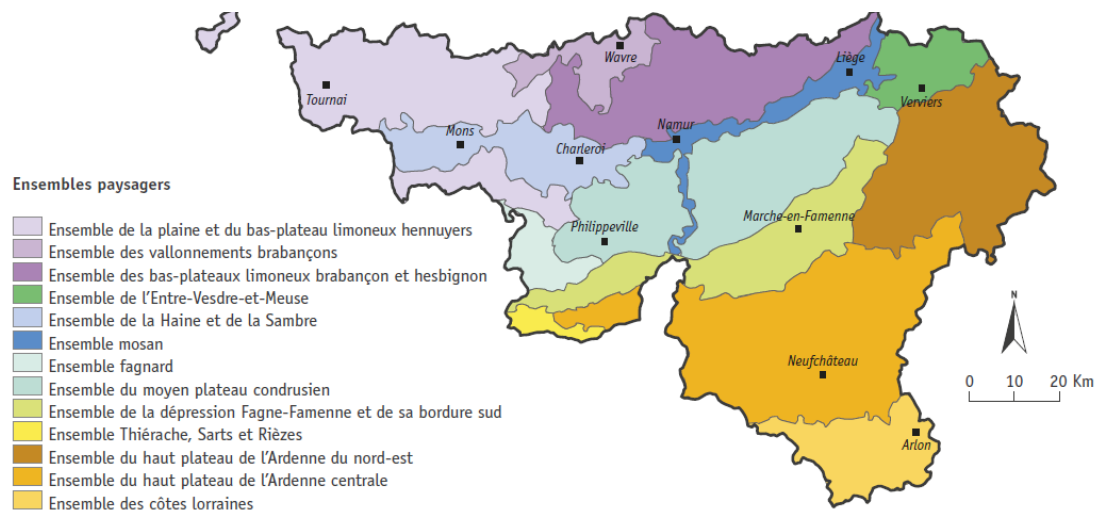 Wavre
Liège
Tournai
Verviers
Mons
Namur
Charleroi
Ensembles paysagers
Marche-en-Famenne
Philippeville
Ensemble de la plaine et du bas-plateau limoneux hennuyers
Ensemble des vallonnements brabançons
Ensemble des bas-plateaux limoneux brabançon et hesbignon
Ensemble de l'Entre-Vesdre-et-Meuse
Ensemble de la Haine et de la Sambre
Ensemble mosan
Ensemble fagnard
Ensemble du moyen plateau condrusien
Ensemble de la dépression Fagne-Famenne et de sa bordure sud
Ensemble Thiérache, Sarts et Rièzes
Ensemble du haut plateau de l'Ardenne du nord-est
Ensemble du haut plateau de l'Ardenne centrale
Ensemble des côtes lorraines
N
Neufchâteau
0 10 20 Km
Arlon